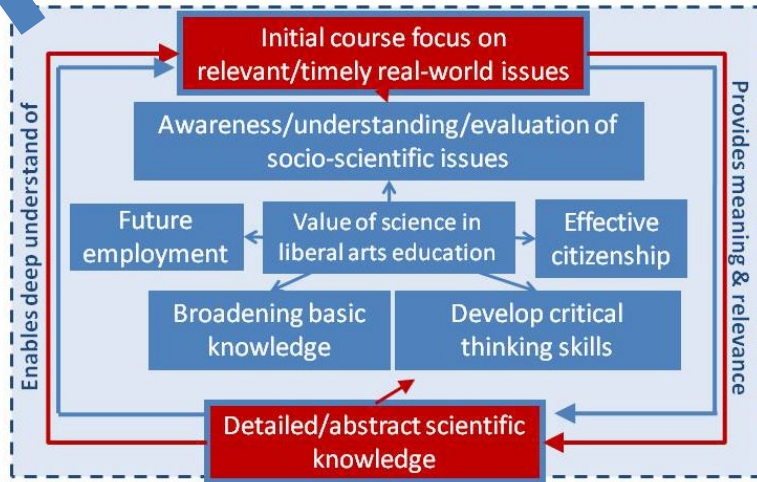 Initial course focus on
relevant/timely real-world issues
Awareness/understanding/evaluation of
socio-scientific issues
Future
employment
Value of science in
liberal arts education
Effective
citizenship
Broadening basic
knowledge
Develop critical
thinking skills
Detailed/abstract scientific
knowledge
Enables deep understand of
Provides meaning & relevance